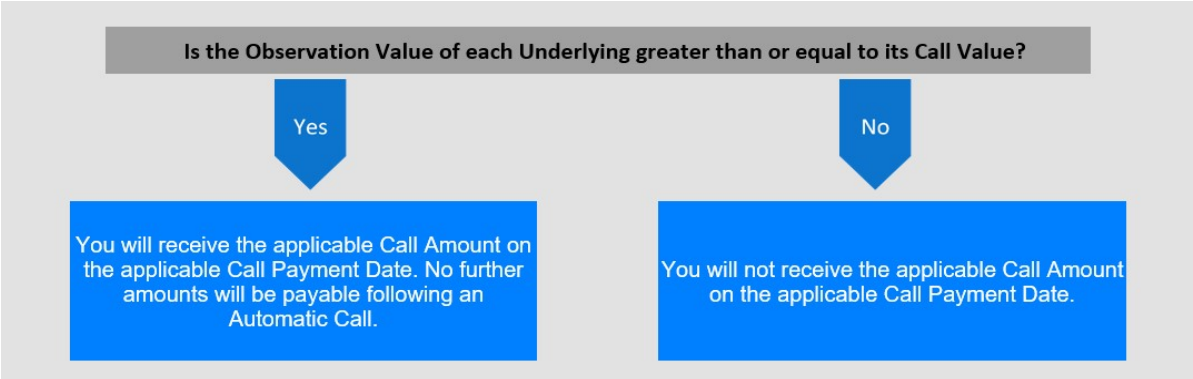 Is the Observation Value of each Underlying greater than or equal to its Call Value?
Yes
No
You will receive the applicable Call Amount on
the applicable Call Payment Date. No further
amounts will be payable following an
Automatic Call.
You will not receive the applicable Call Amount
on the applicable Call Payment Date.